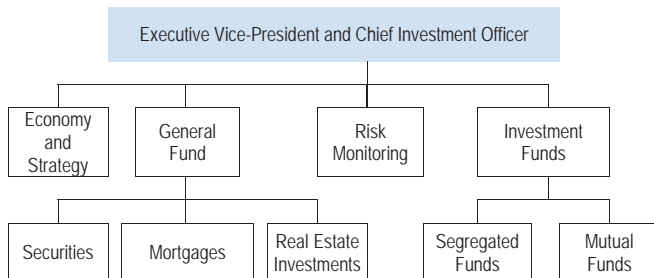 Executive Vice-President and Chief Investment Officer
Economy
and
Strategy
General
Fund
Risk
Monitoring
Investment
Funds
Securities
Mortgages
Real Estate
Investments
Segregated
Funds
Mutual
Funds